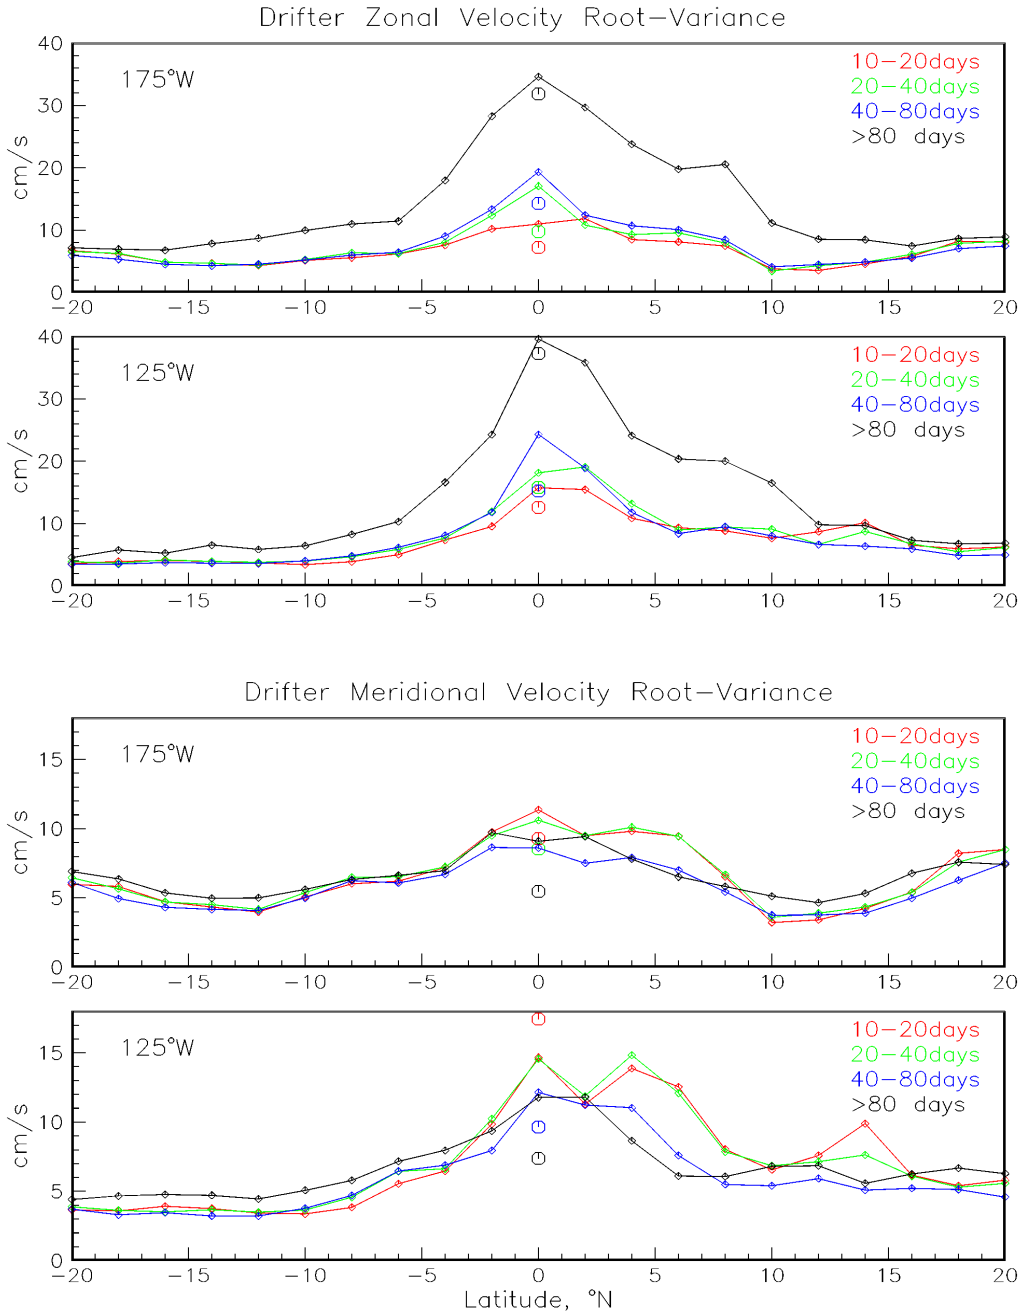 Drifter Zonal Velocity Root-Variance
40
30
20
10
0
cm/s
175°W
10-20days
20-40days
40-80days
>80 days
-20 -15 -10 -5 0 5 10 15 20
40
30
20
10
0
cm/s
125°W
10-20days
20-40days
40-80days
>80 days
-20 -15 -10 -5 0 5 10 15 20
Drifter Meridional Velocity Root-Variance
15
10
5
0
cm/s
175°W
10-20days
20-40days
40-80days
>80 days
-20 -15 -10 -5 0 5 10 15 20
15
10
5
0
cm/s
125°W
10-20days
20-40days
40-80days
>80 days
-20 -15 -10 -5 0 5 10 15 20
Latitude, °N